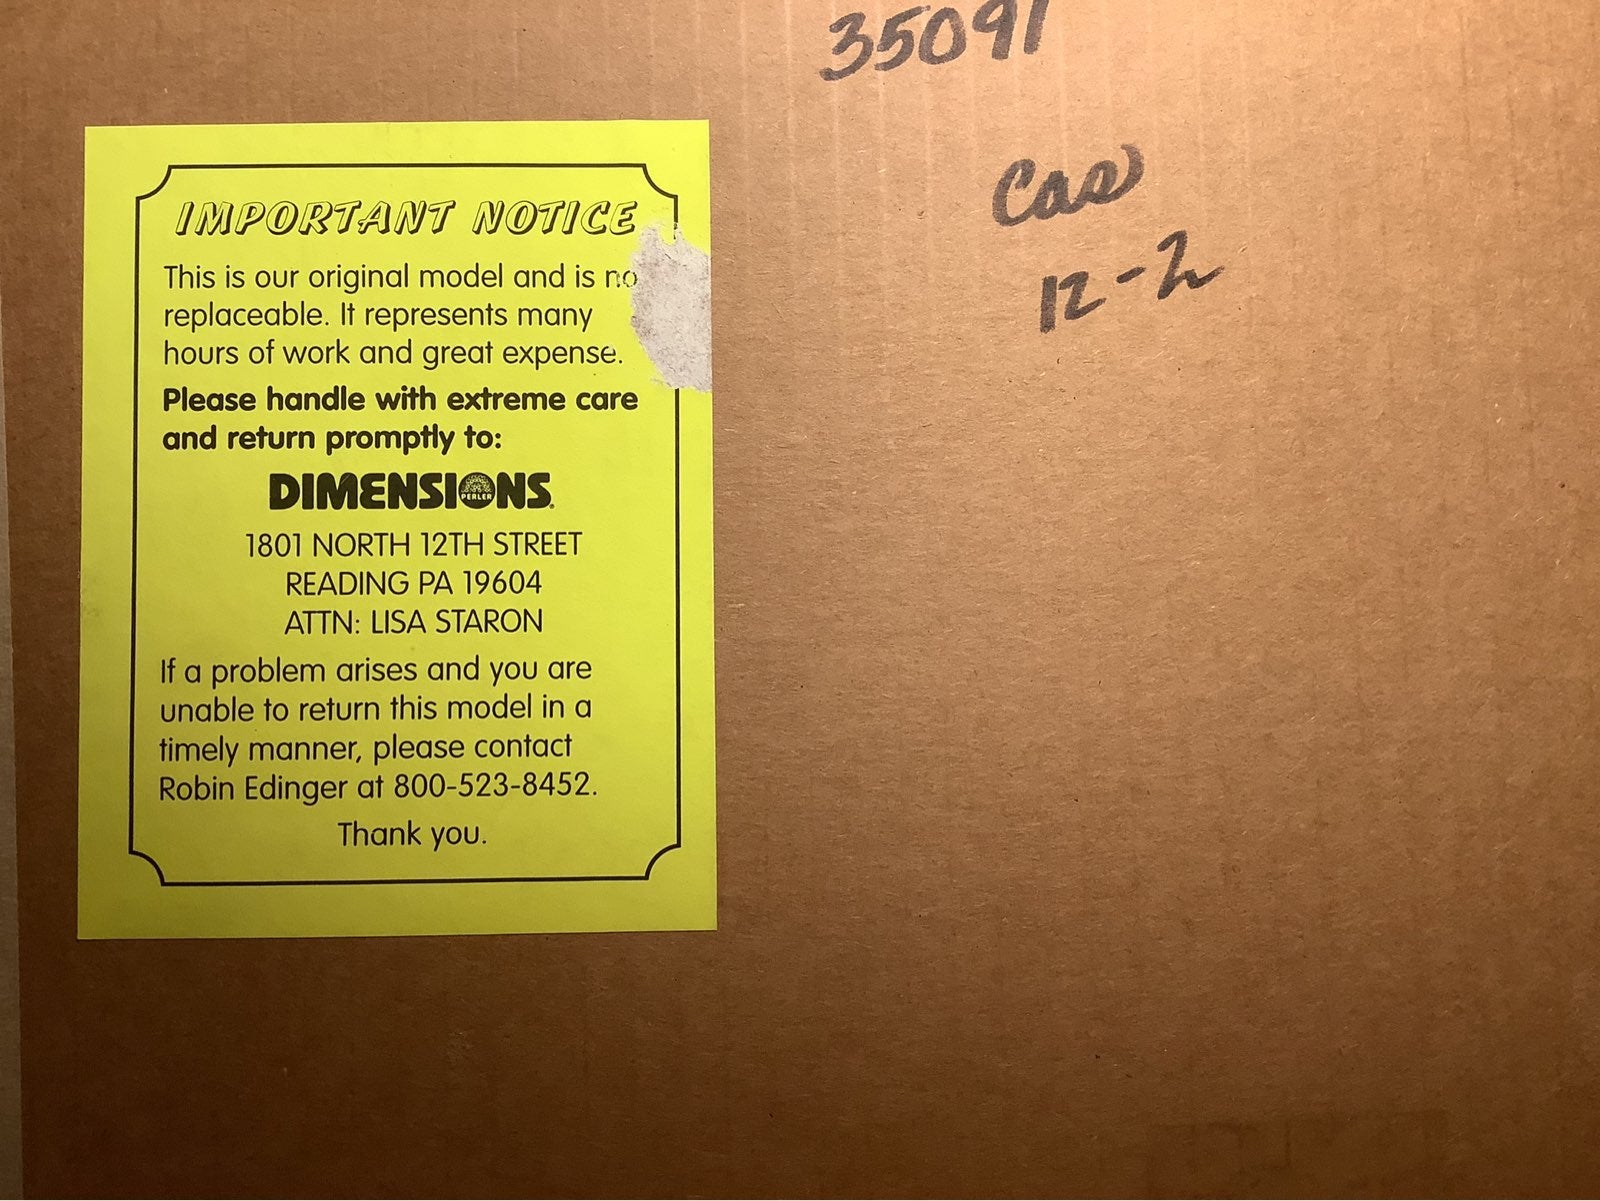 35091
Cas
12-2
IMPORTANT NOTICE
This is our original model and is no
replaceable. It represents many
hours of work and great expense.
Please handle with extreme care
and return promptly to:
DIMENSIONS
PERLER
1801 NORTH 12TH STREET
READING PA 19604
ATTN: LISA STARON
If a problem arises and you are
unable to return this model in a
timely manner, please contact
Robin Edinger at 800-523-8452.
Thank you.